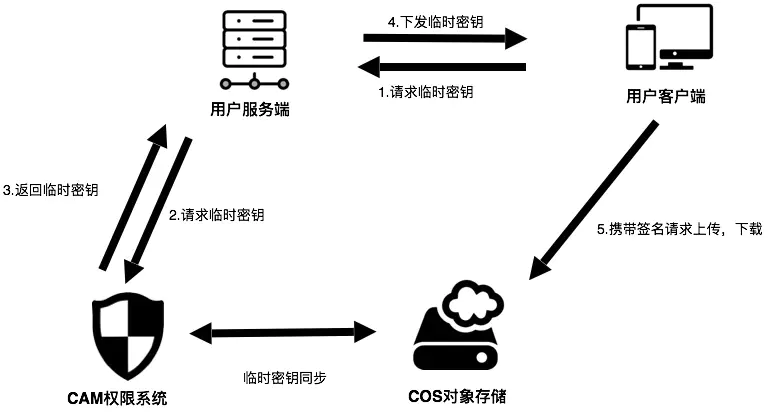 4.下发临时密钥
1.请求临时密钥
用户服务端
用户客户端
3.返回临时密钥
2.请求临时密钥
5.携带签名请求上传，下载
临时密钥同步
CAM权限系统
COS对象存储